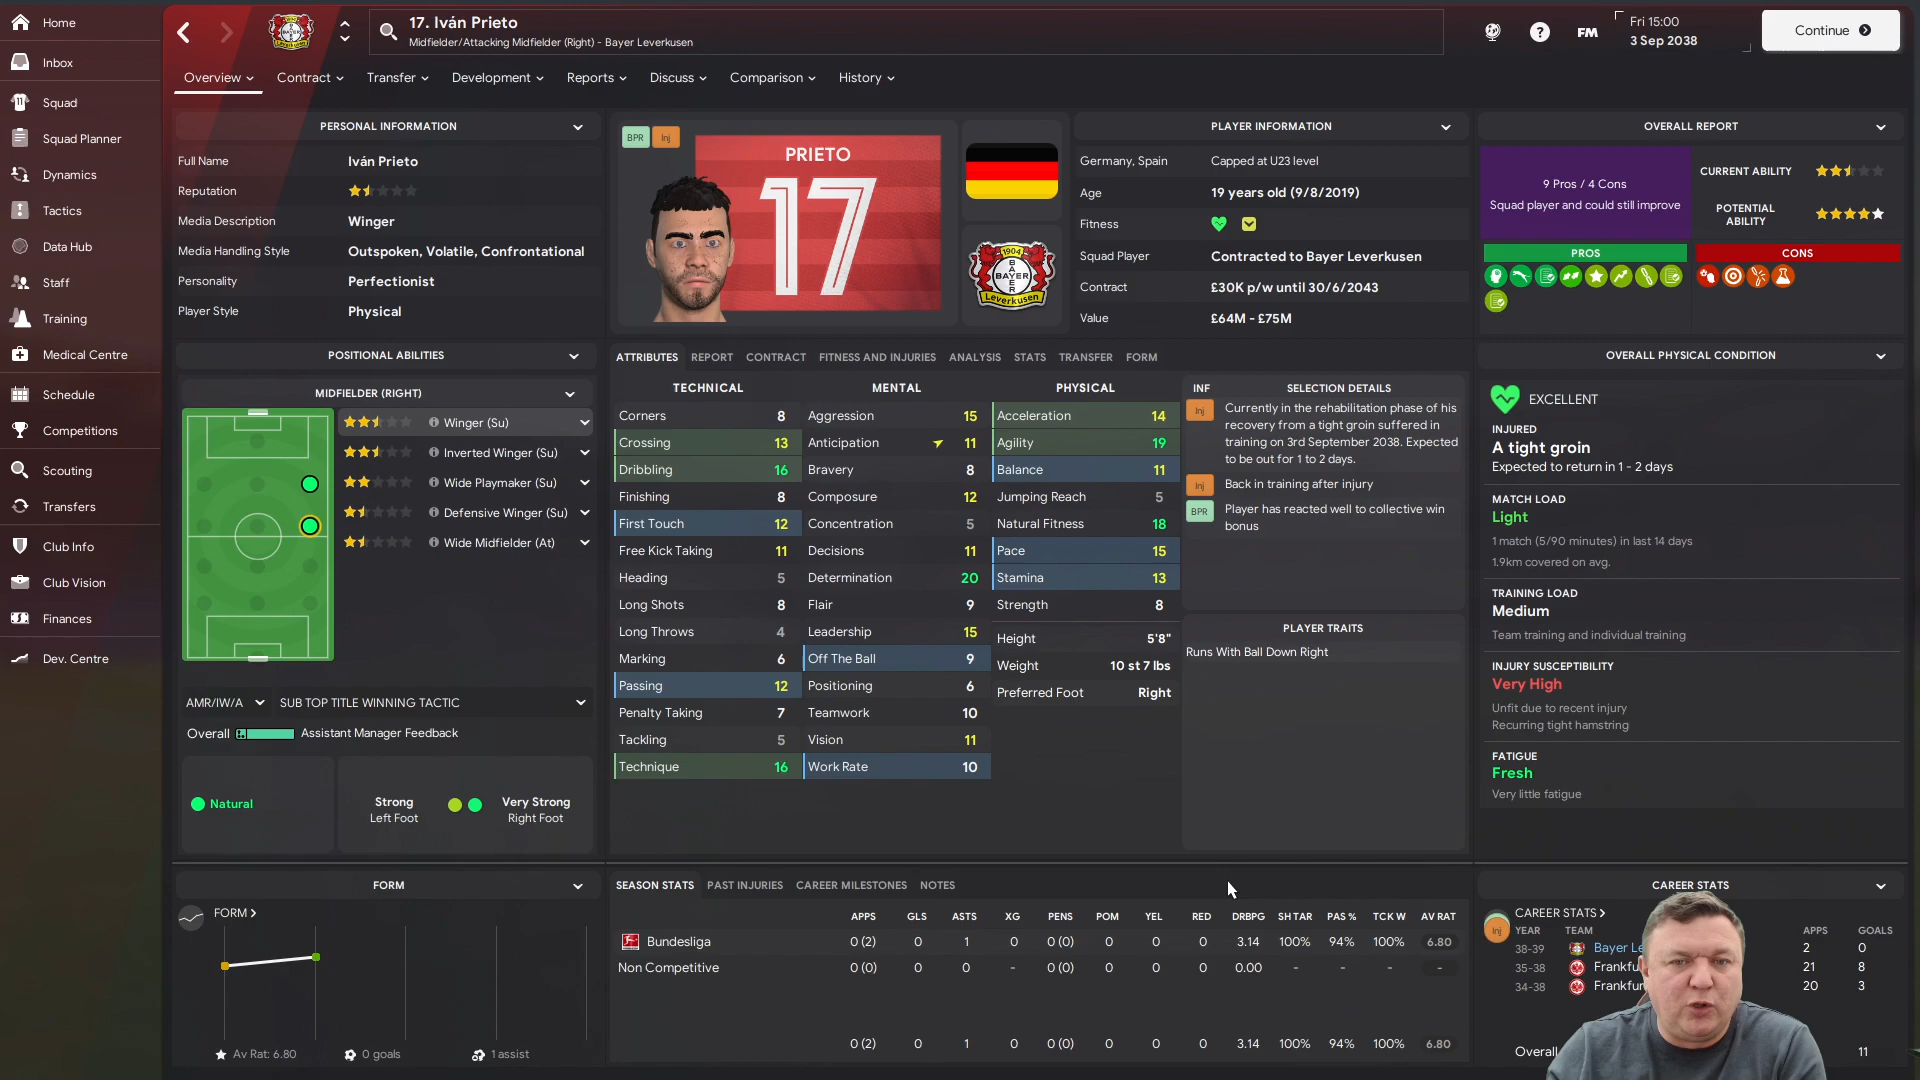 Home
Inbox
Squad
Squad Planner
Dynamics
Tactics
Data Hub
Staff
Training
Medical Centre
Schedule
Competitions
Scouting
Transfers
Club Info
Club Vision
Finances
Dev. Centre
17. Iván Prieto
Midfielder/Attacking Midfielder (Right) - Bayer Leverkusen
FM
Fri 15:00
3 Sep 2038
Continue
Overview
Contract
Transfer
Development
Reports
Discuss
Comparison
History
PERSONAL INFORMATION
Full Name Iván Prieto
Reputation
Media Description Winger
Media Handling Style Outspoken, Volatile, Confrontational
Personality Perfectionist
Player Style Physical
BPR Inj
PRIETO
17
1904
BAYER
Leverkusen
PLAYER INFORMATION
Germany, Spain Capped at U23 level
Age 19 years old (9/8/2019)
Fitness
Squad Player Contracted to Bayer Leverkusen
Contract £30K p/w until 30/6/2043
Value £64M - £75M
OVERALL REPORT
9 Pros / 4 Cons
Squad player and could still improve
CURRENT ABILITY
POTENTIAL ABILITY
PROS
CONS
POSITIONAL ABILITIES
MIDFIELDER (RIGHT)
Winger (Su)
Inverted Winger (Su)
Wide Playmaker (Su)
Defensive Winger (Su)
Wide Midfielder (At)
AMR/IW/A SUB TOP TITLE WINNING TACTIC
Overall Assistant Manager Feedback
Natural
Strong
Left Foot
Very Strong
Right Foot
ATTRIBUTES REPORT CONTRACT FITNESS AND INJURIES ANALYSIS STATS TRANSFER FORM
TECHNICAL
Corners 8
Crossing 13
Dribbling 16
Finishing 8
First Touch 12
Free Kick Taking 11
Heading 5
Long Shots 8
Long Throws 4
Marking 6
Passing 12
Penalty Taking 7
Tackling 5
Technique 16
MENTAL
Aggression 15
Anticipation 11
Bravery 8
Composure 12
Concentration 5
Decisions 11
Determination 20
Flair 9
Leadership 15
Off The Ball 9
Positioning 6
Teamwork 10
Vision 11
Work Rate 10
PHYSICAL
Acceleration 14
Agility 19
Balance 11
Jumping Reach 5
Natural Fitness 18
Pace 15
Stamina 13
Strength 8
Height 5'8"
Weight 10 st 7 lbs
Preferred Foot Right
INF SELECTION DETAILS
Inj Currently in the rehabilitation phase of his
recovery from a tight groin suffered in
training on 3rd September 2038. Expected
to be out for 1 to 2 days.
Inj Back in training after injury
BPR Player has reacted well to collective win
bonus
PLAYER TRAITS
Runs With Ball Down Right
OVERALL PHYSICAL CONDITION
EXCELLENT
INJURED
A tight groin
Expected to return in 1 - 2 days
MATCH LOAD
Light
1 match (5/90 minutes) in last 14 days
1.9km covered on avg.
TRAINING LOAD
Medium
Team training and individual training
INJURY SUSCEPTIBILITY
Very High
Unfit due to recent injury
Recurring tight hamstring
FATIGUE
Fresh
Very little fatigue
FORM
FORM
Av Rat: 6.80 0 goals 1 assist
SEASON STATS PAST INJURIES CAREER MILESTONES NOTES
APPS GLS ASTS XG PENS POM YEL RED DRBPG SH TAR PAS % TCK W AV RAT
Bundesliga 0 (2) 0 1 0 0 (0) 0 0 0 3.14 100% 94% 100% 6.80
Non Competitive 0 (0) 0 0 - 0 (0) 0 0 0 0.00 - - - -
0 (2) 0 1 0 0 (0) 0 0 0 3.14 100% 94% 100% 6.80
CAREER STATS
Inj
CAREER STATS
YEAR TEAM APPS GOALS
38-39 Bayer Le 2 0
35-38 Frankfu 21 8
34-38 Frankfur 20 3
Overall 11